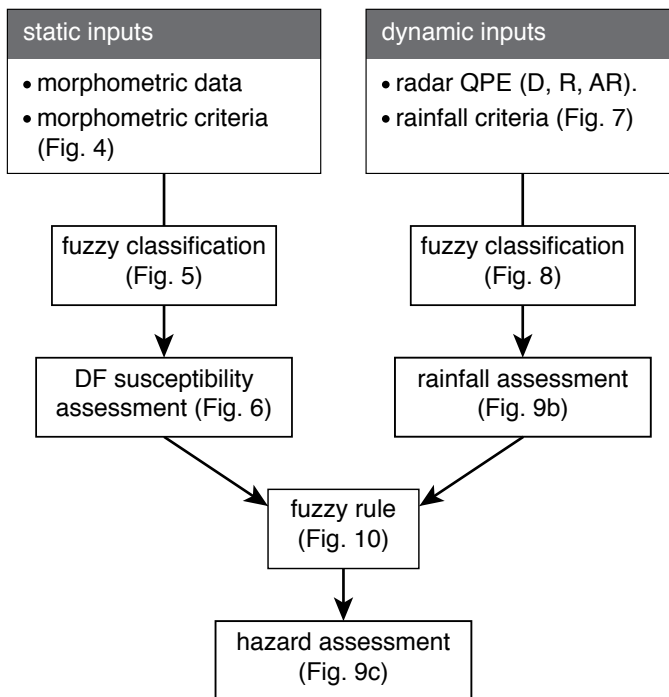 static inputs
• morphometric data
• morphometric criteria
(Fig. 4)
dynamic inputs
• radar QPE (D, R, AR).
• rainfall criteria (Fig. 7)
fuzzy classification
(Fig. 5)
fuzzy classification
(Fig. 8)
DF susceptibility
assessment (Fig. 6)
rainfall assessment
(Fig. 9b)
fuzzy rule
(Fig. 10)
hazard assessment
(Fig. 9c)